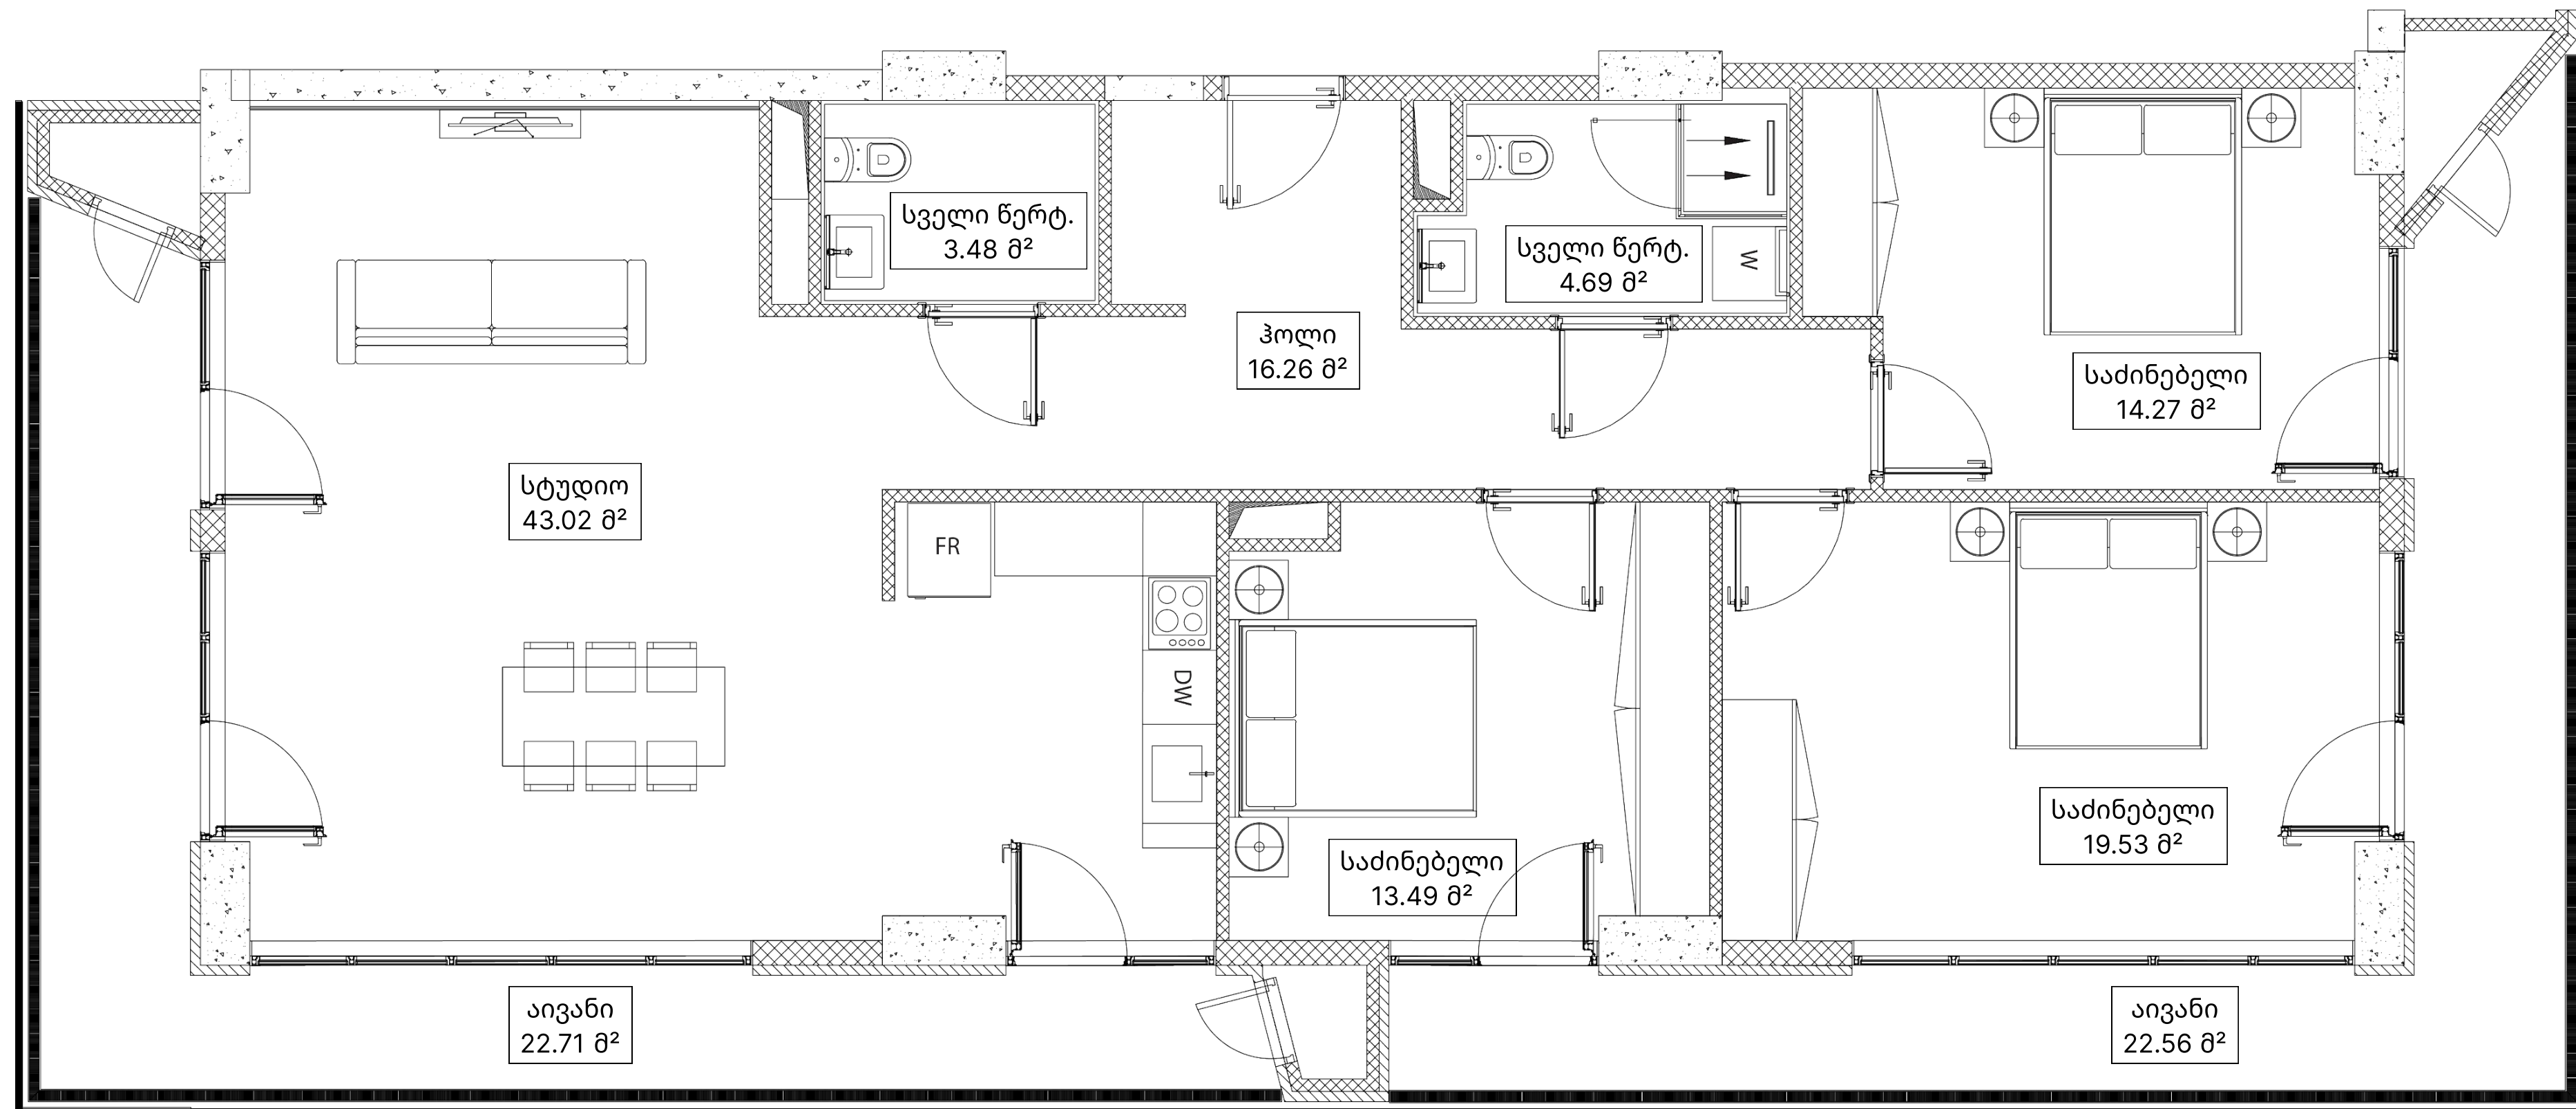 სველი წერტ.
3.48 მ²
სველი წერტ.
4.69 მ²
W
ჰოლი
16.26 მ²
საძინებელი
14.27 მ²
სტუდიო
43.02 მ²
FR
DW
საძინებელი
13.49 მ²
საძინებელი
19.53 მ²
აივანი
22.71 მ²
აივანი
22.56 მ²